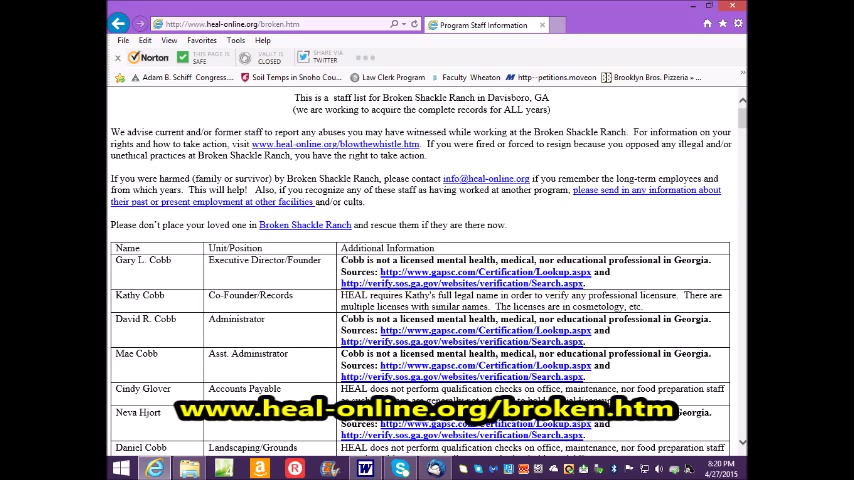 http://www.heal-online.org/broken.htm
Program Staff Information
File Edit View Favorites Tools Help
Norton
THIS PAGE IS
SAFE
VAULT IS
CLOSED
SHARE VIA
TWITTER
Adam B. Schiff Congress....
Soil Temps in Snoho Cou...
Law Clerk Program
Faculty Wheaton
http--petitions.moveon
Brooklyn Bros. Pizzeria »...
This is a staff list for Broken Shackle Ranch in Davisboro, GA
(we are working to acquire the complete records for ALL years)
We advise current and/or former staff to report any abuses you may have witnessed while working at the Broken Shackle Ranch. For information on your
rights and how to take action, visit www.heal-online.org/blowthewhistle.htm. If you were fired or forced to resign because you opposed any illegal and/or
unethical practices at Broken Shackle Ranch, you have the right to take action.
If you were harmed (family or survivor) by Broken Shackle Ranch, please contact info@heal-online.org if you remember the long-term employees and
from which years. This will help! Also, if you recognize any of these staff as having worked at another program, please send in any information about
their past or present employment at other facilities and/or cults.
Please don't place your loved one in Broken Shackle Ranch and rescue them if they are there now.
Name Unit/Position Additional Information
Gary L. Cobb Executive Director/Founder Cobb is not a licensed mental health, medical, nor educational professional in Georgia.
Sources: http://www.gapsc.com/Certification/Lookup.aspx and
http://verify.sos.ga.gov/websites/verification/Search.aspx.
Kathy Cobb Co-Founder/Records HEAL requires Kathy's full legal name in order to verify any professional licensure. There are
multiple licenses with similar names. The licenses are in cosmetology, etc.
David R. Cobb Administrator Cobb is not a licensed mental health, medical, nor educational professional in Georgia.
Sources: http://www.gapsc.com/Certification/Lookup.aspx and
http://verify.sos.ga.gov/websites/verification/Search.aspx.
Mae Cobb Asst. Administrator Cobb is not a licensed mental health, medical, nor educational professional in Georgia.
Sources: http://www.gapsc.com/Certification/Lookup.aspx and
http://verify.sos.ga.gov/websites/verification/Search.aspx.
Cindy Glover Accounts Payable HEAL does not perform qualification checks on office, maintenance, nor food preparation staff
www.heal-online.org/broken.htm
Neva Hjort
http://verify.sos.ga.gov/websites/verification/Search.aspx.
Daniel Cobb Landscaping/Grounds HEAL does not perform qualification checks on office, maintenance, nor food preparation staff
8:20 PM
4/27/2015